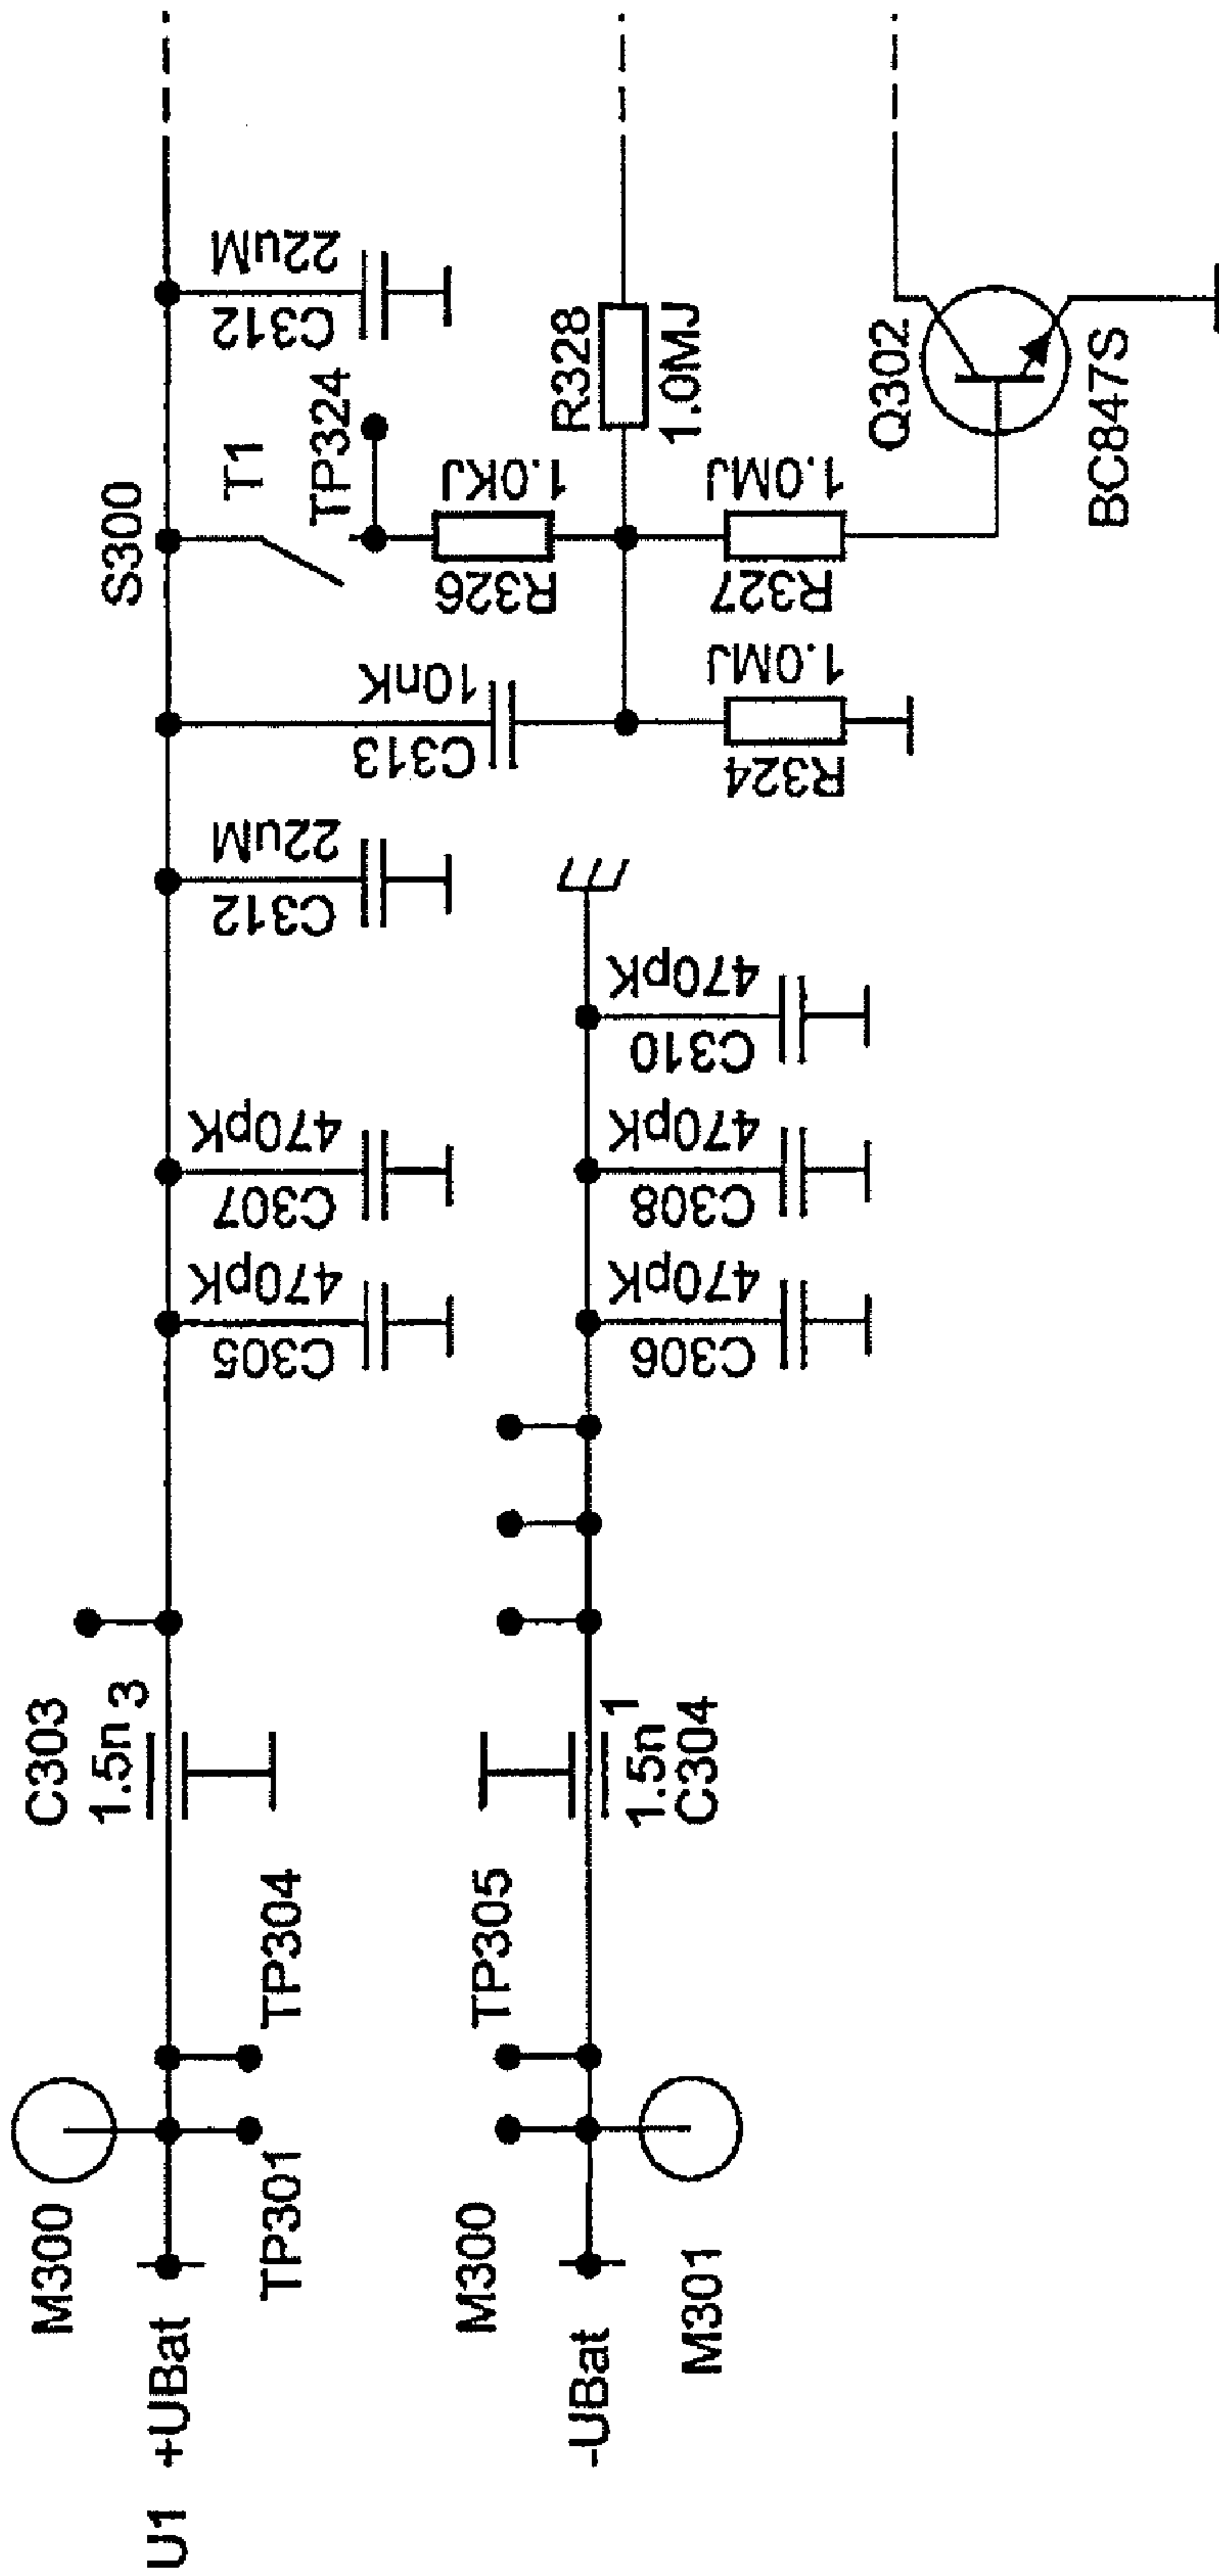 U1 +UBat
M300
TP301
TP304
C303
1.5n
3
C305
470pK
C307
470pK
C312
22uM
C313
10nK
S300
T1
TP324
C312
22uM
-UBat
M300
M301
TP305
1.5n
1
C304
C306
470pK
C308
470pK
C310
470pK
R326
1.0KJ
R328
1.0MJ
R324
1.0MJ
R327
1.0MJ
Q302
BC847S